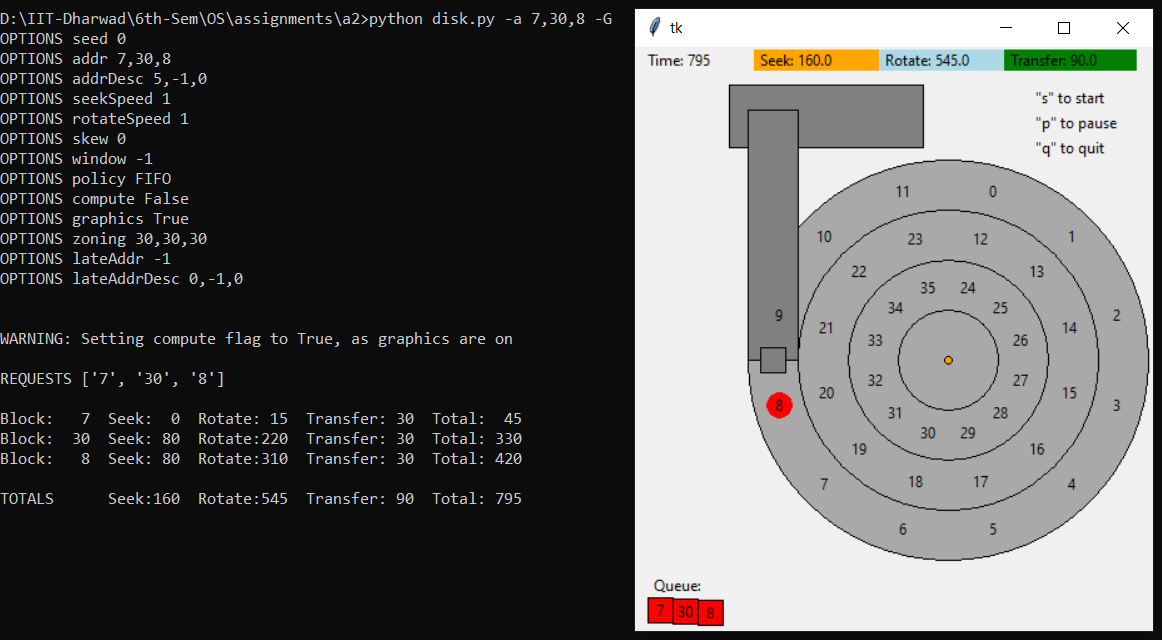 D:\IIT-Dharwad\6th-Sem\OS\assignments\a2>python disk.py -a 7,30,8 -G
OPTIONS seed 0
OPTIONS addr 7,30,8
OPTIONS addrDesc 5,-1,0
OPTIONS seekSpeed 1
OPTIONS rotateSpeed 1
OPTIONS skew 0
OPTIONS window -1
OPTIONS policy FIFO
OPTIONS compute False
OPTIONS graphics True
OPTIONS zoning 30,30,30
OPTIONS lateAddr -1
OPTIONS lateAddrDesc 0,-1,0
WARNING: Setting compute flag to True, as graphics are on
REQUESTS ['7', '30', '8']
Block:   7  Seek:  0  Rotate: 15  Transfer: 30  Total:  45
Block:  30  Seek: 80  Rotate:220  Transfer: 30  Total: 330
Block:   8  Seek: 80  Rotate:310  Transfer: 30  Total: 420
TOTALS      Seek:160  Rotate:545  Transfer: 90  Total: 795
tk
Time: 795 Seek: 160.0 Rotate: 545.0 Transfer: 90.0
"s" to start
"p" to pause
"q" to quit
11 0
10 23 12 1
22 13
35 24
34 25
9 21 14 2
33 26
32 27
20 15
8 3
31 28
30 29
19 16
7 18 17 4
6 5
Queue:
7 30 8